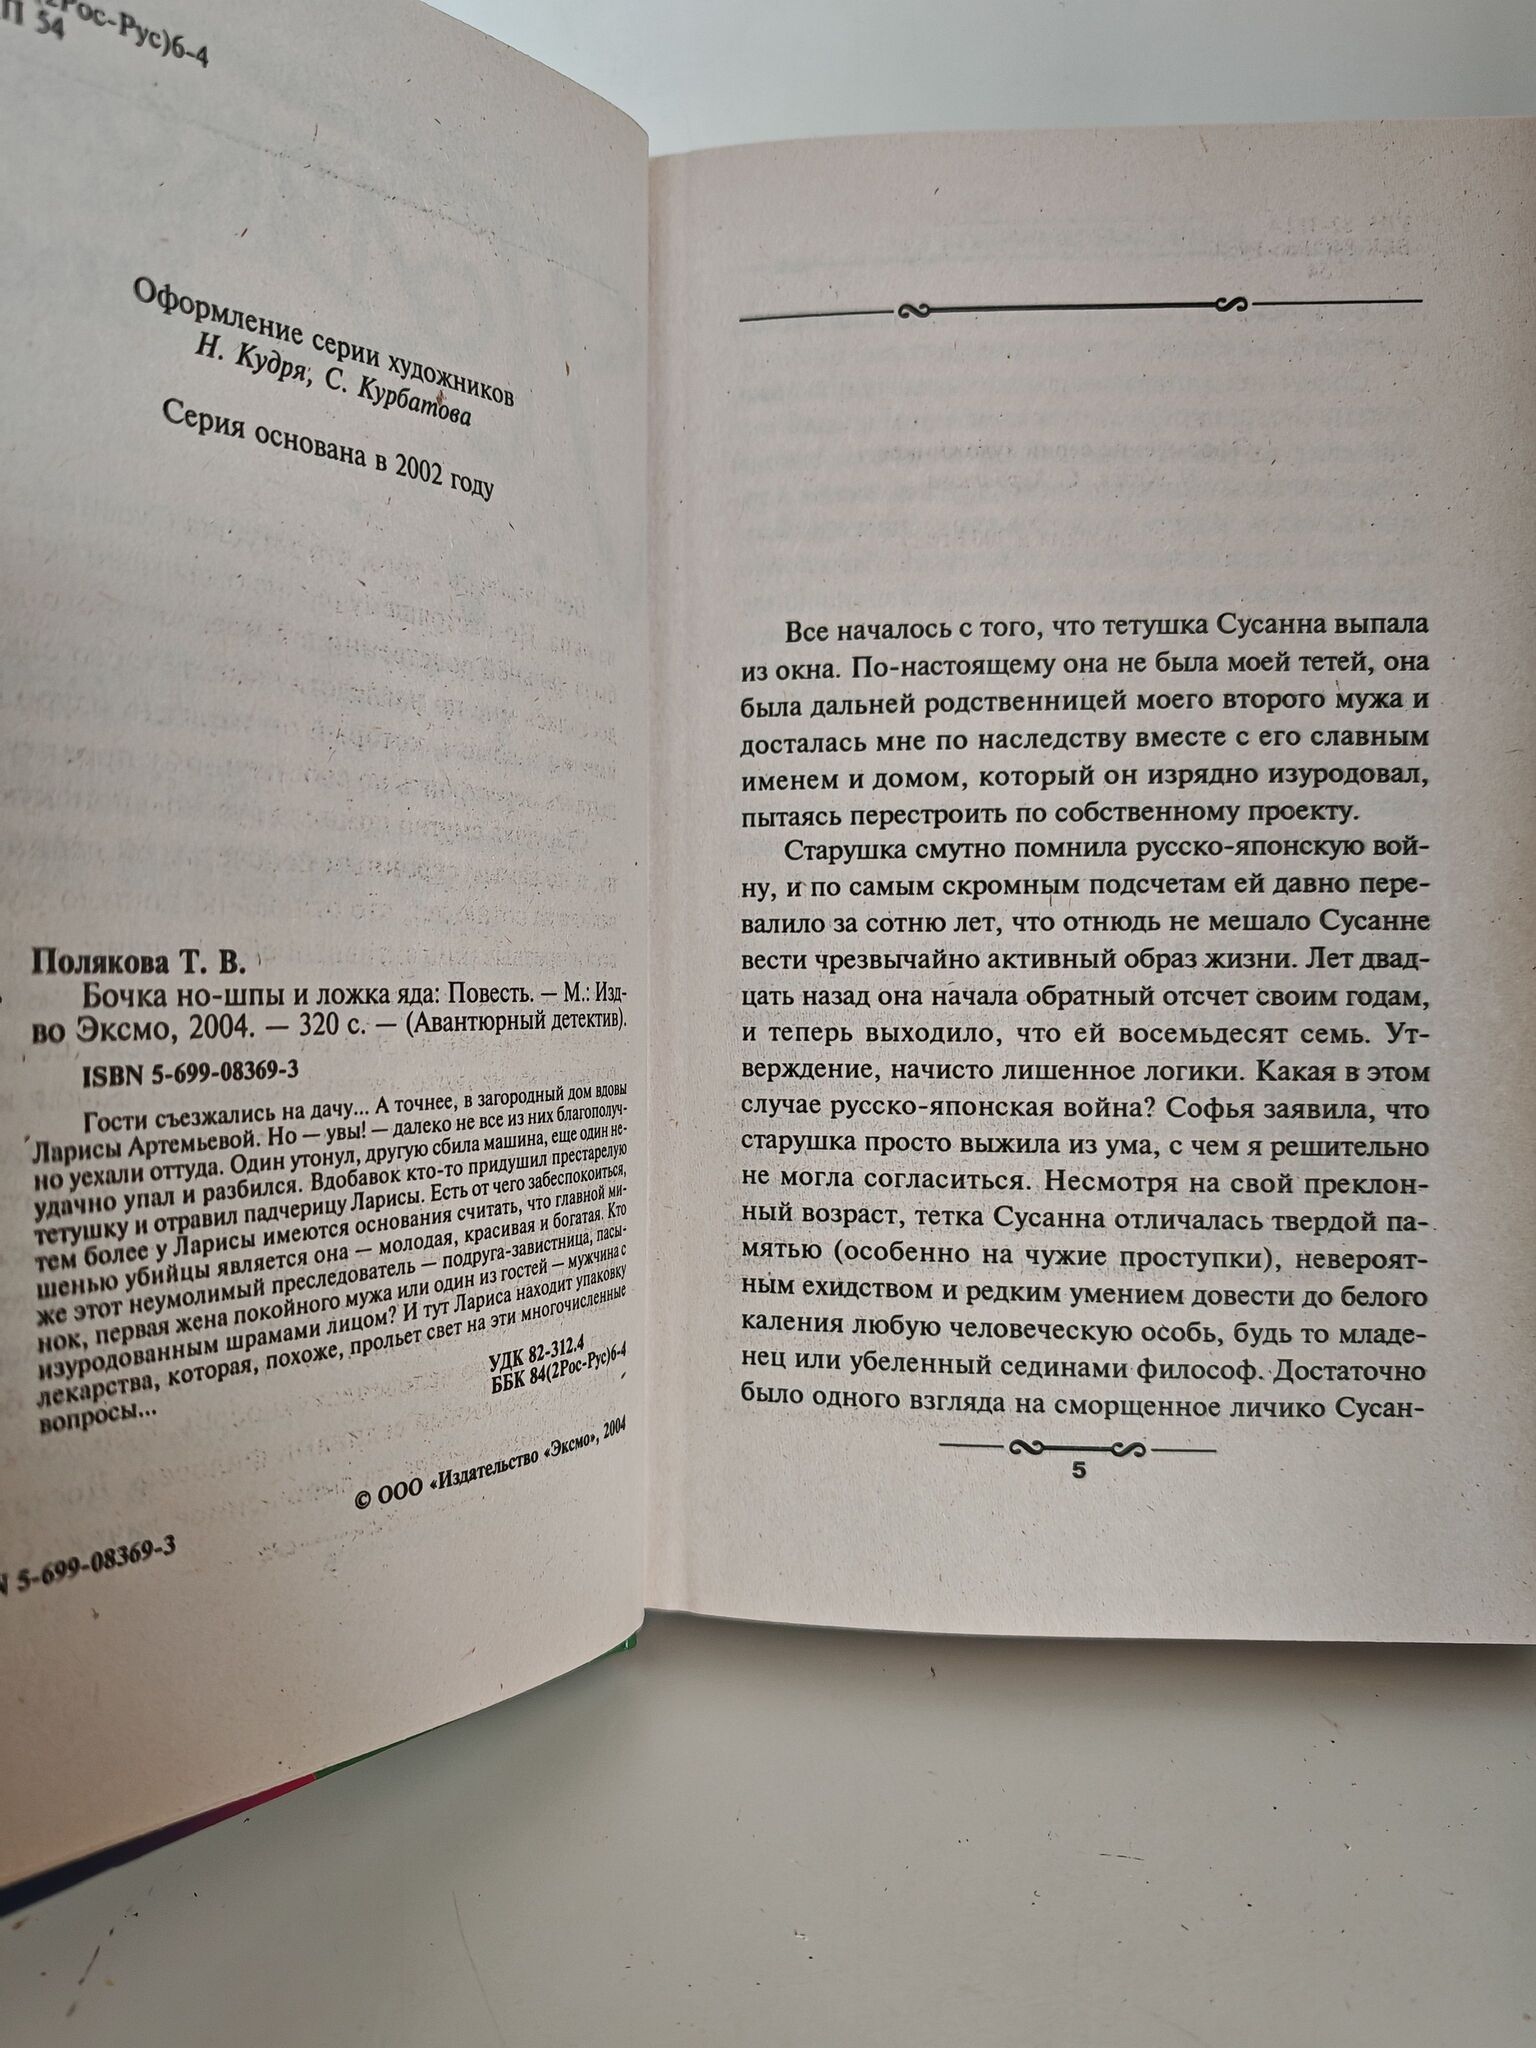 (2Рос-Рус)6-4
П 54
Оформление серии художников
Н. Кудря, С. Курбатова
Серия основана в 2002 году
Полякова Т. В.
Бочка но-шпы и ложка яда: Повесть. — М.: Изд-
во Эксмо, 2004. — 320 с. — (Авантюрный детектив).
ISBN 5-699-08369-3
Гости съезжались на дачу... А точнее, в загородный дом вдовы
Ларисы Артемьевой. Но — увы! — далеко не все из них благополуч-
но уехали оттуда. Один утонул, другую сбила машина, еще один не-
удачно упал и разбился. Вдобавок кто-то придушил престарелую
тетушку и отравил падчерицу Ларисы. Есть от чего забеспокоиться,
тем более у Ларисы имеются основания считать, что главной ми-
шенью убийцы является она — молодая, красивая и богатая. Кто
же этот неумолимый преследователь — подруга-завистница, пасы-
нок, первая жена покойного мужа или один из гостей — мужчина с
изуродованным шрамами лицом? И тут Лариса находит упаковку
лекарства, которая, похоже, прольет свет на эти многочисленные
вопросы...
УДК 82-312.4
ББК 84(2Рос-Рус)6-4
© ООО «Издательство «Эксмо», 2004
N 5-699-08369-3
Все началось с того, что тетушка Сусанна выпала
из окна. По-настоящему она не была моей тетей, она
была дальней родственницей моего второго мужа и
досталась мне по наследству вместе с его славным
именем и домом, который он изрядно изуродовал,
пытаясь перестроить по собственному проекту.
Старушка смутно помнила русско-японскую вой-
ну, и по самым скромным подсчетам ей давно пере-
валило за сотню лет, что отнюдь не мешало Сусанне
вести чрезвычайно активный образ жизни. Лет двад-
цать назад она начала обратный отсчет своим годам,
и теперь выходило, что ей восемьдесят семь. Ут-
верждение, начисто лишенное логики. Какая в этом
случае русско-японская война? Софья заявила, что
старушка просто выжила из ума, с чем я решительно
не могла согласиться. Несмотря на свой преклон-
ный возраст, тетка Сусанна отличалась твердой па-
мятью (особенно на чужие проступки), невероят-
ным ехидством и редким умением довести до белого
каления любую человеческую особь, будь то младе-
нец или убеленный сединами философ. Достаточно
было одного взгляда на сморщенное личико Сусан-
5